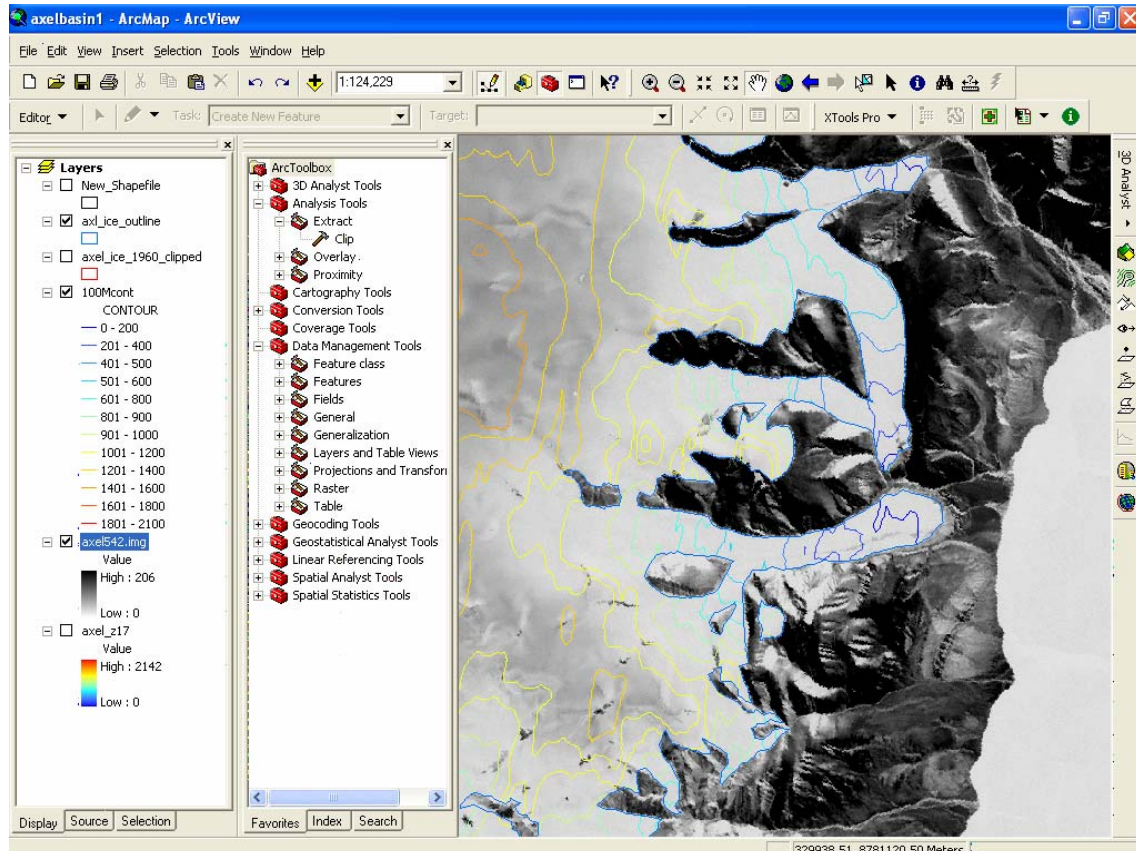 axelbasin1 - ArcMap - ArcView
File Edit View Insert Selection Tools Window Help
1:124,229
Editor Task: Create New Feature Target: XTools Pro
Layers
New_Shapefile
axl_ice_outline
axel_ice_1960_clipped
100Mcont
CONTOUR
0 - 200
201 - 400
401 - 500
501 - 600
601 - 800
801 - 900
901 - 1000
1001 - 1200
1201 - 1400
1401 - 1600
1601 - 1800
1801 - 2100
axel542.img
Value
High : 206
Low : 0
axel_z17
Value
High : 2142
Low : 0
Display Source Selection
ArcToolbox
3D Analyst Tools
Analysis Tools
Extract
Clip
Overlay
Proximity
Cartography Tools
Conversion Tools
Coverage Tools
Data Management Tools
Feature class
Features
Fields
General
Generalization
Layers and Table Views
Projections and Transfor
Raster
Table
Geocoding Tools
Geostatistical Analyst Tools
Linear Referencing Tools
Spatial Analyst Tools
Spatial Statistics Tools
Favorites Index Search
3D Analyst
329938.51 8781120.50 Meters